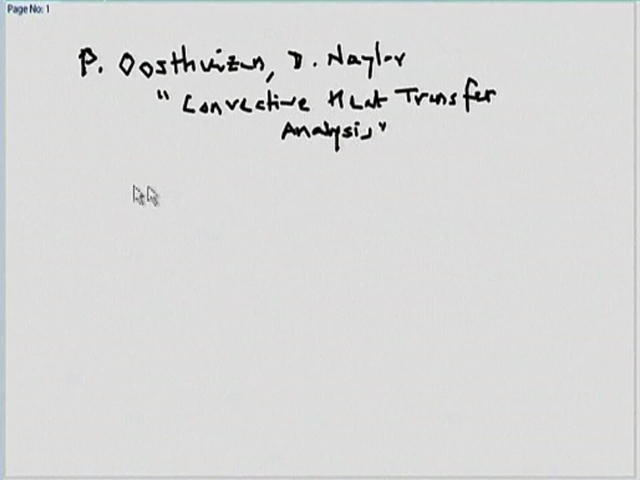 Page No: 1
P. Oosthuizen, D. Naylor
"Convective Heat Transfer
Analysis"